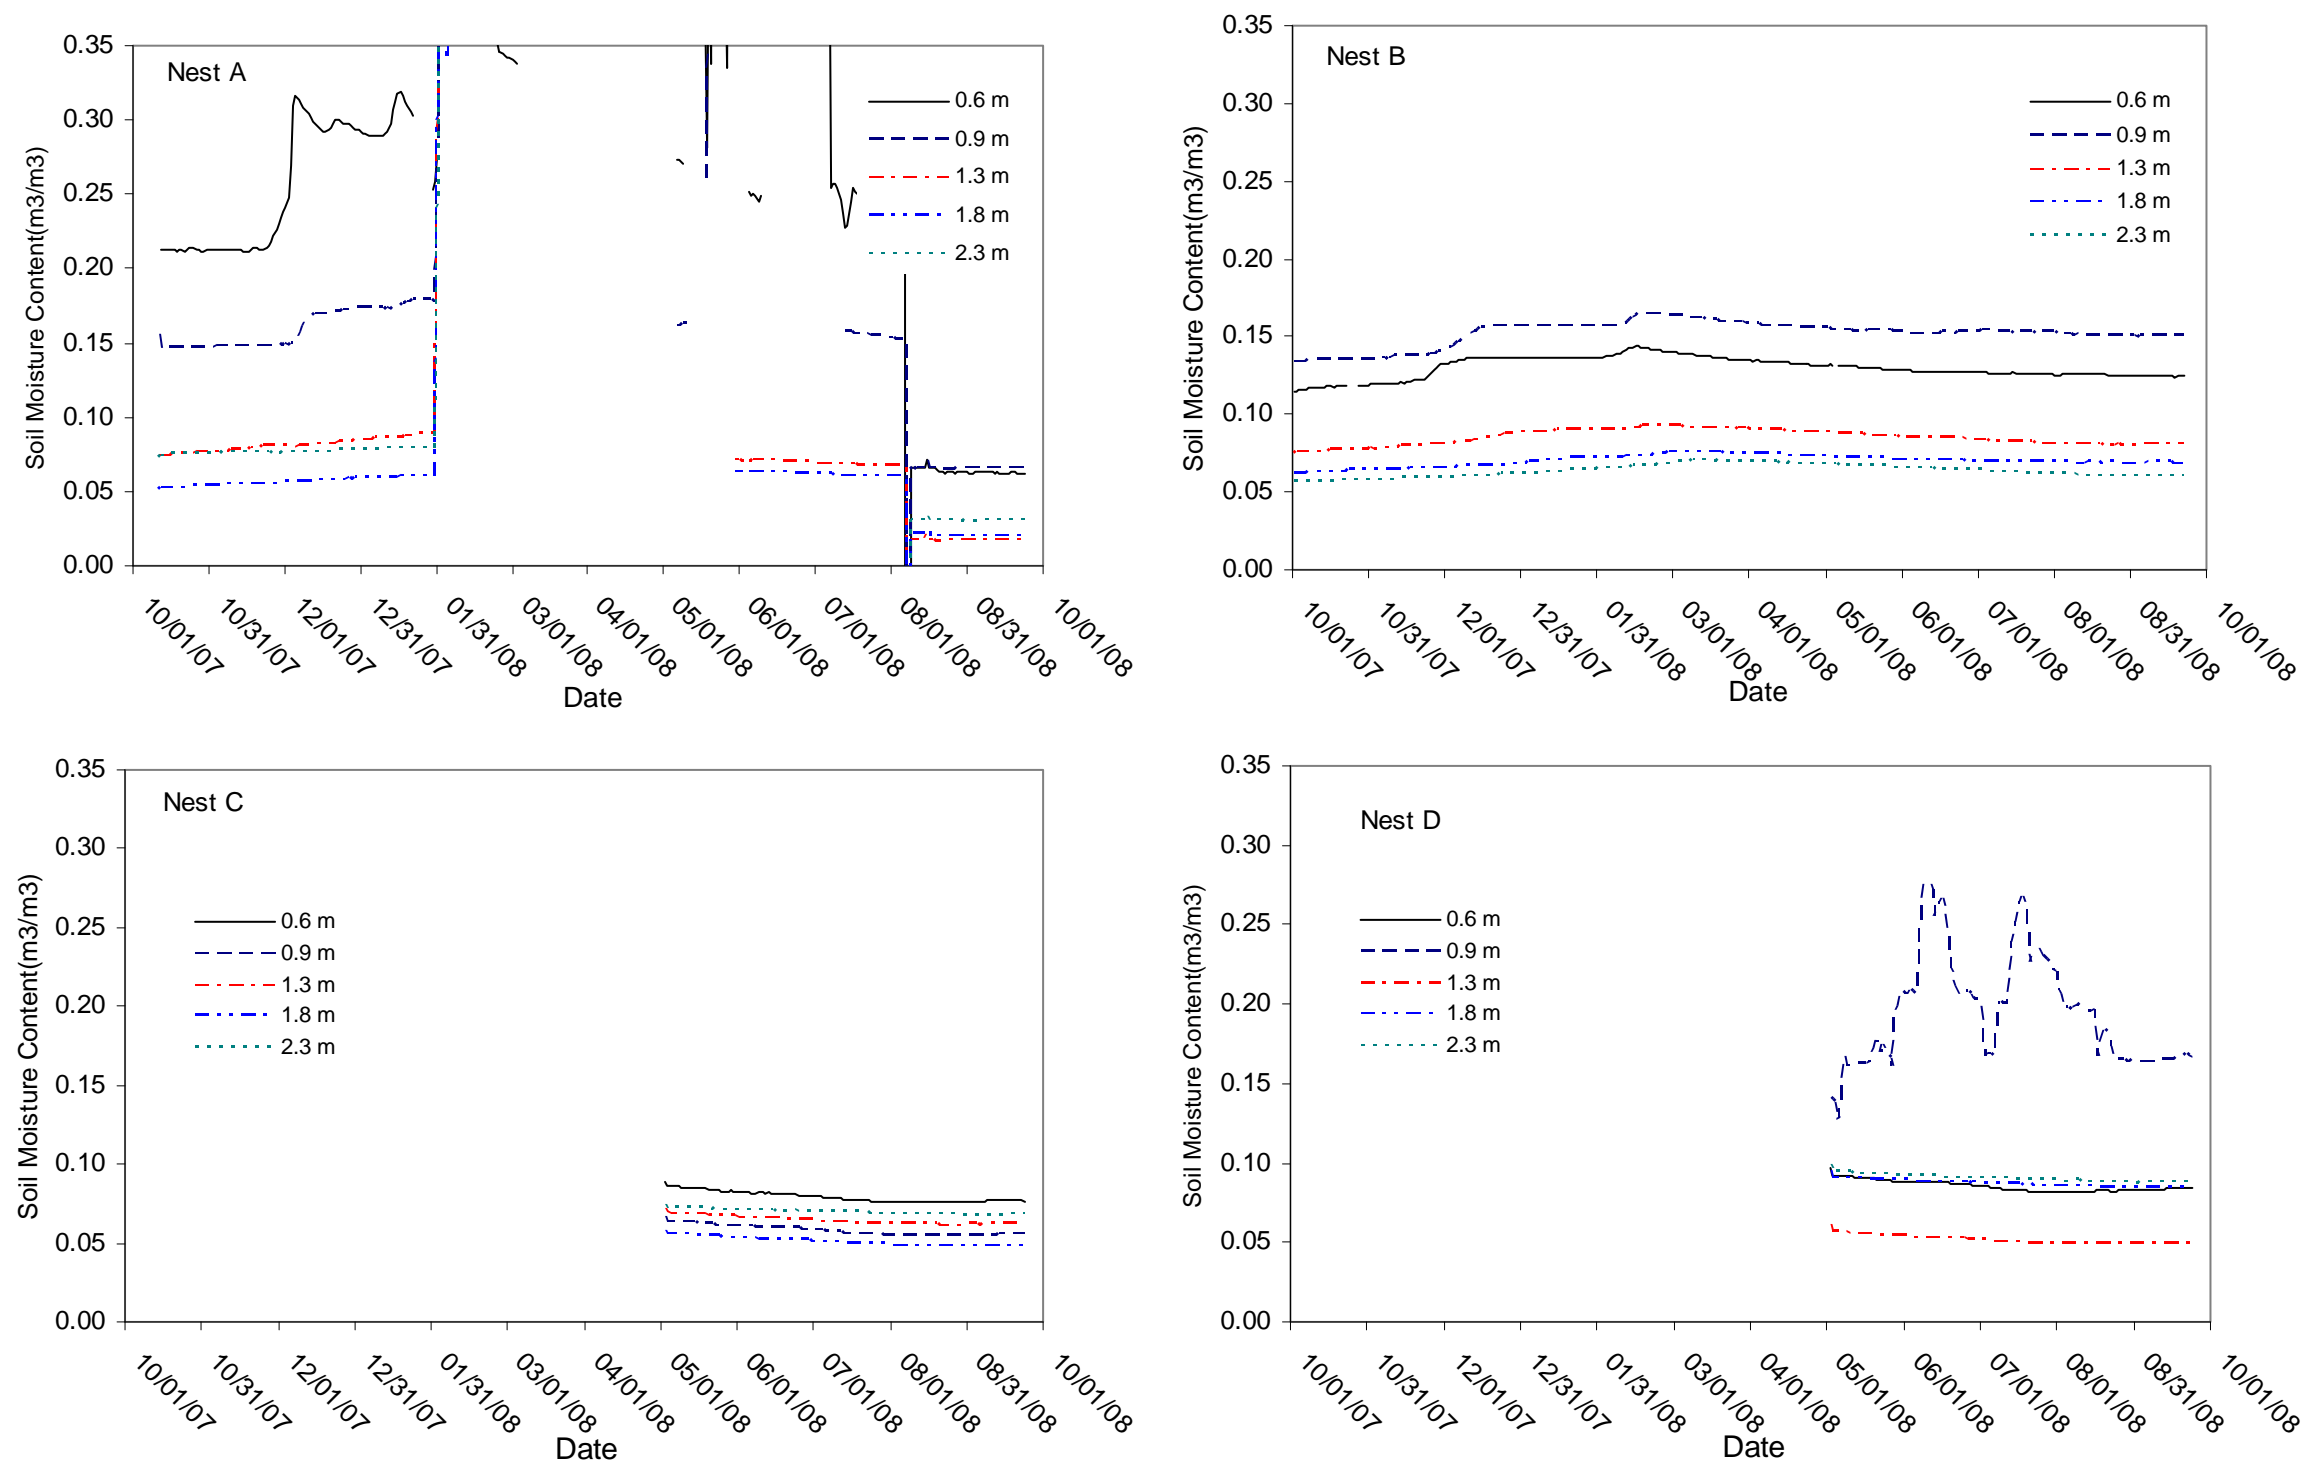 Nest A
Soil Moisture Content(m3/m3)
0.35
0.30
0.25
0.20
0.15
0.10
0.05
0.00
0.6 m
0.9 m
1.3 m
1.8 m
2.3 m
10/01/07
10/31/07
12/01/07
12/31/07
01/31/08
03/01/08
04/01/08
05/01/08
06/01/08
07/01/08
08/01/08
08/31/08
10/01/08
Date
Nest B
Soil Moisture Content(m3/m3)
0.35
0.30
0.25
0.20
0.15
0.10
0.05
0.00
0.6 m
0.9 m
1.3 m
1.8 m
2.3 m
10/01/07
10/31/07
12/01/07
12/31/07
01/31/08
03/01/08
04/01/08
05/01/08
06/01/08
07/01/08
08/01/08
08/31/08
10/01/08
Date
Nest C
Soil Moisture Content(m3/m3)
0.35
0.30
0.25
0.20
0.15
0.10
0.05
0.00
0.6 m
0.9 m
1.3 m
1.8 m
2.3 m
10/01/07
10/31/07
12/01/07
12/31/07
01/31/08
03/01/08
04/01/08
05/01/08
06/01/08
07/01/08
08/01/08
08/31/08
10/01/08
Date
Nest D
Soil Moisture Content(m3/m3)
0.35
0.30
0.25
0.20
0.15
0.10
0.05
0.00
0.6 m
0.9 m
1.3 m
1.8 m
2.3 m
10/01/07
10/31/07
12/01/07
12/31/07
01/31/08
03/01/08
04/01/08
05/01/08
06/01/08
07/01/08
08/01/08
08/31/08
10/01/08
Date